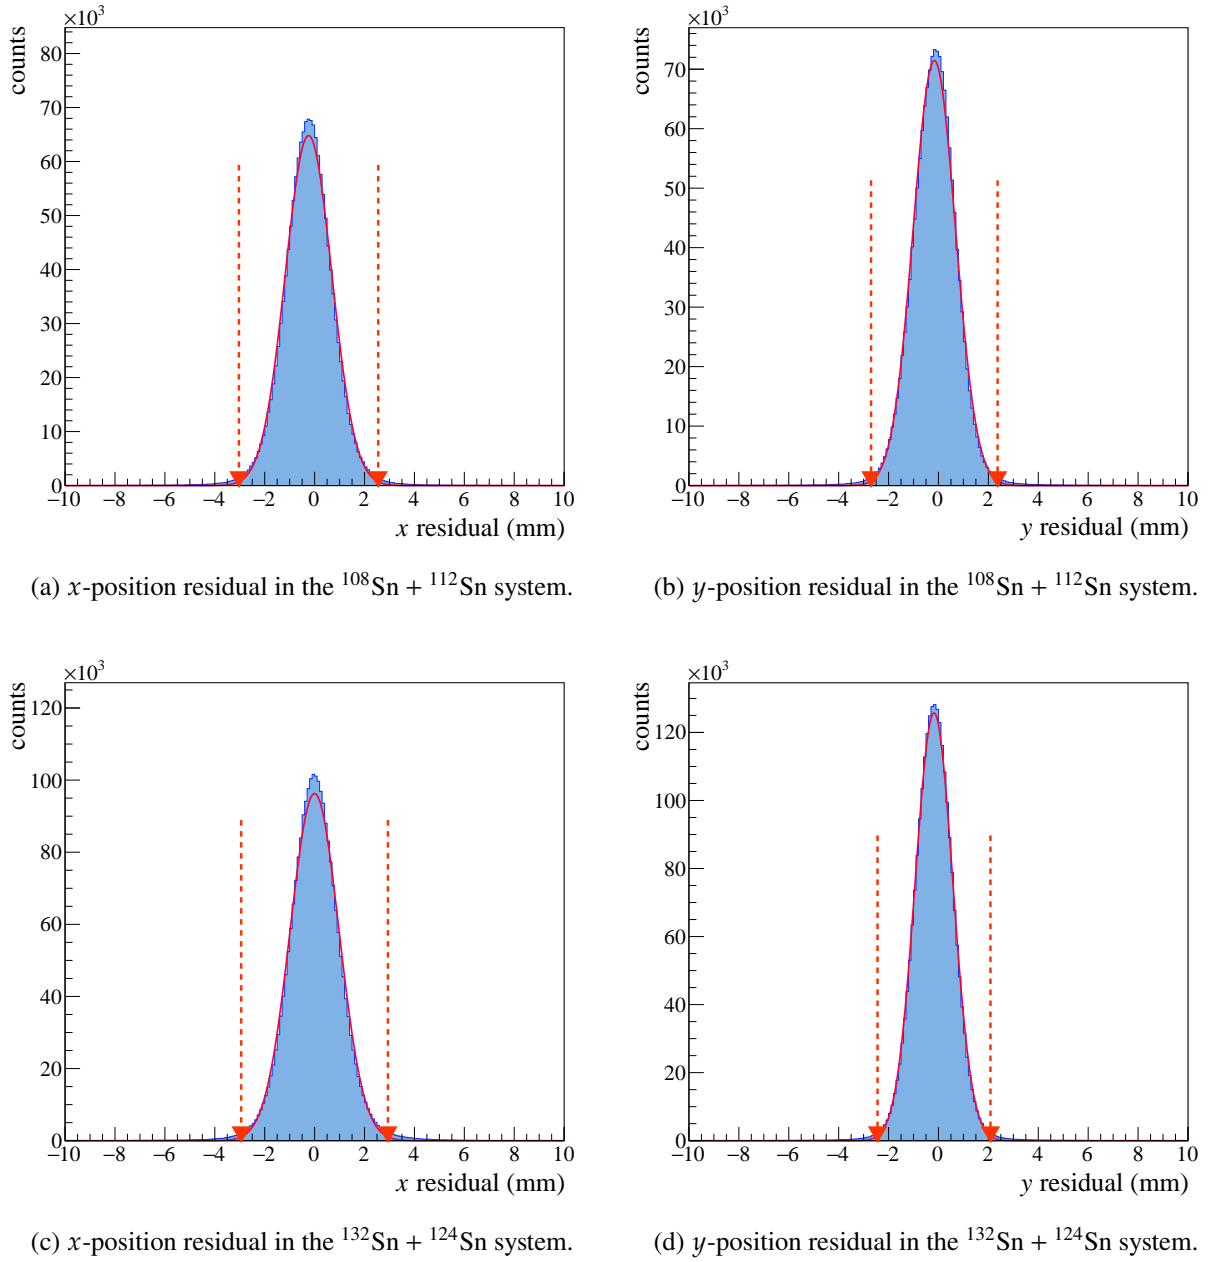 ×10³
counts
80
70
60
50
40
30
20
10
0
−10 −8 −6 −4 −2 0 2 4 6 8 10
x residual (mm)
(a) x-position residual in the ¹⁰⁸Sn + ¹¹²Sn system.
×10³
counts
70
60
50
40
30
20
10
0
−10 −8 −6 −4 −2 0 2 4 6 8 10
y residual (mm)
(b) y-position residual in the ¹⁰⁸Sn + ¹¹²Sn system.
×10³
counts
120
100
80
60
40
20
0
−10 −8 −6 −4 −2 0 2 4 6 8 10
x residual (mm)
(c) x-position residual in the ¹³²Sn + ¹²⁴Sn system.
×10³
counts
120
100
80
60
40
20
0
−10 −8 −6 −4 −2 0 2 4 6 8 10
y residual (mm)
(d) y-position residual in the ¹³²Sn + ¹²⁴Sn system.